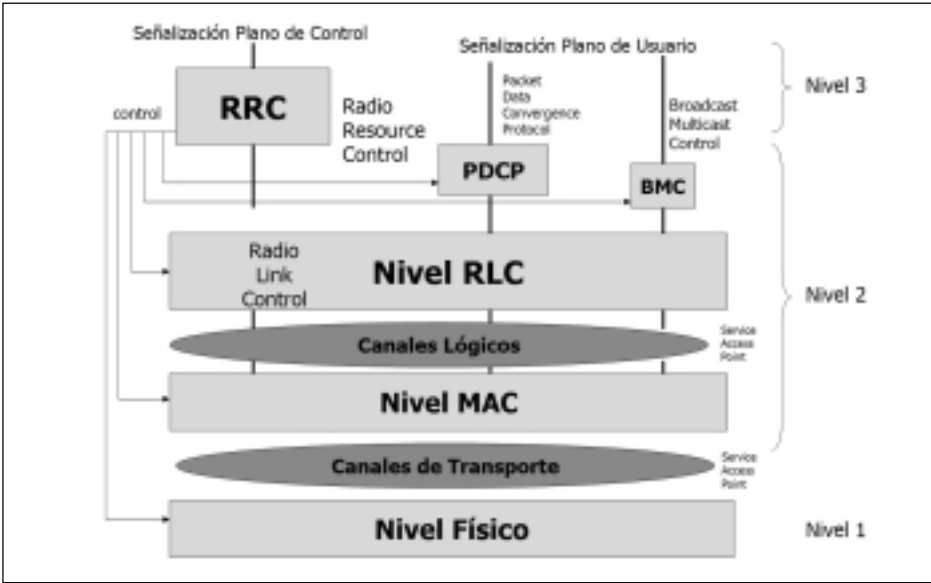 Señalización Plano de Control
Señalización Plano de Usuario
RRC
Radio
Resource
Control
control
Packet
Data
Convergence
Protocol
Broadcast
Multicast
Control
Nivel 3
PDCP
BMC
Radio
Link
Control
Nivel RLC
Nivel 2
Canales Lógicos
Service
Access
Point
Nivel MAC
Canales de Transporte
Service
Access
Point
Nivel Físico
Nivel 1